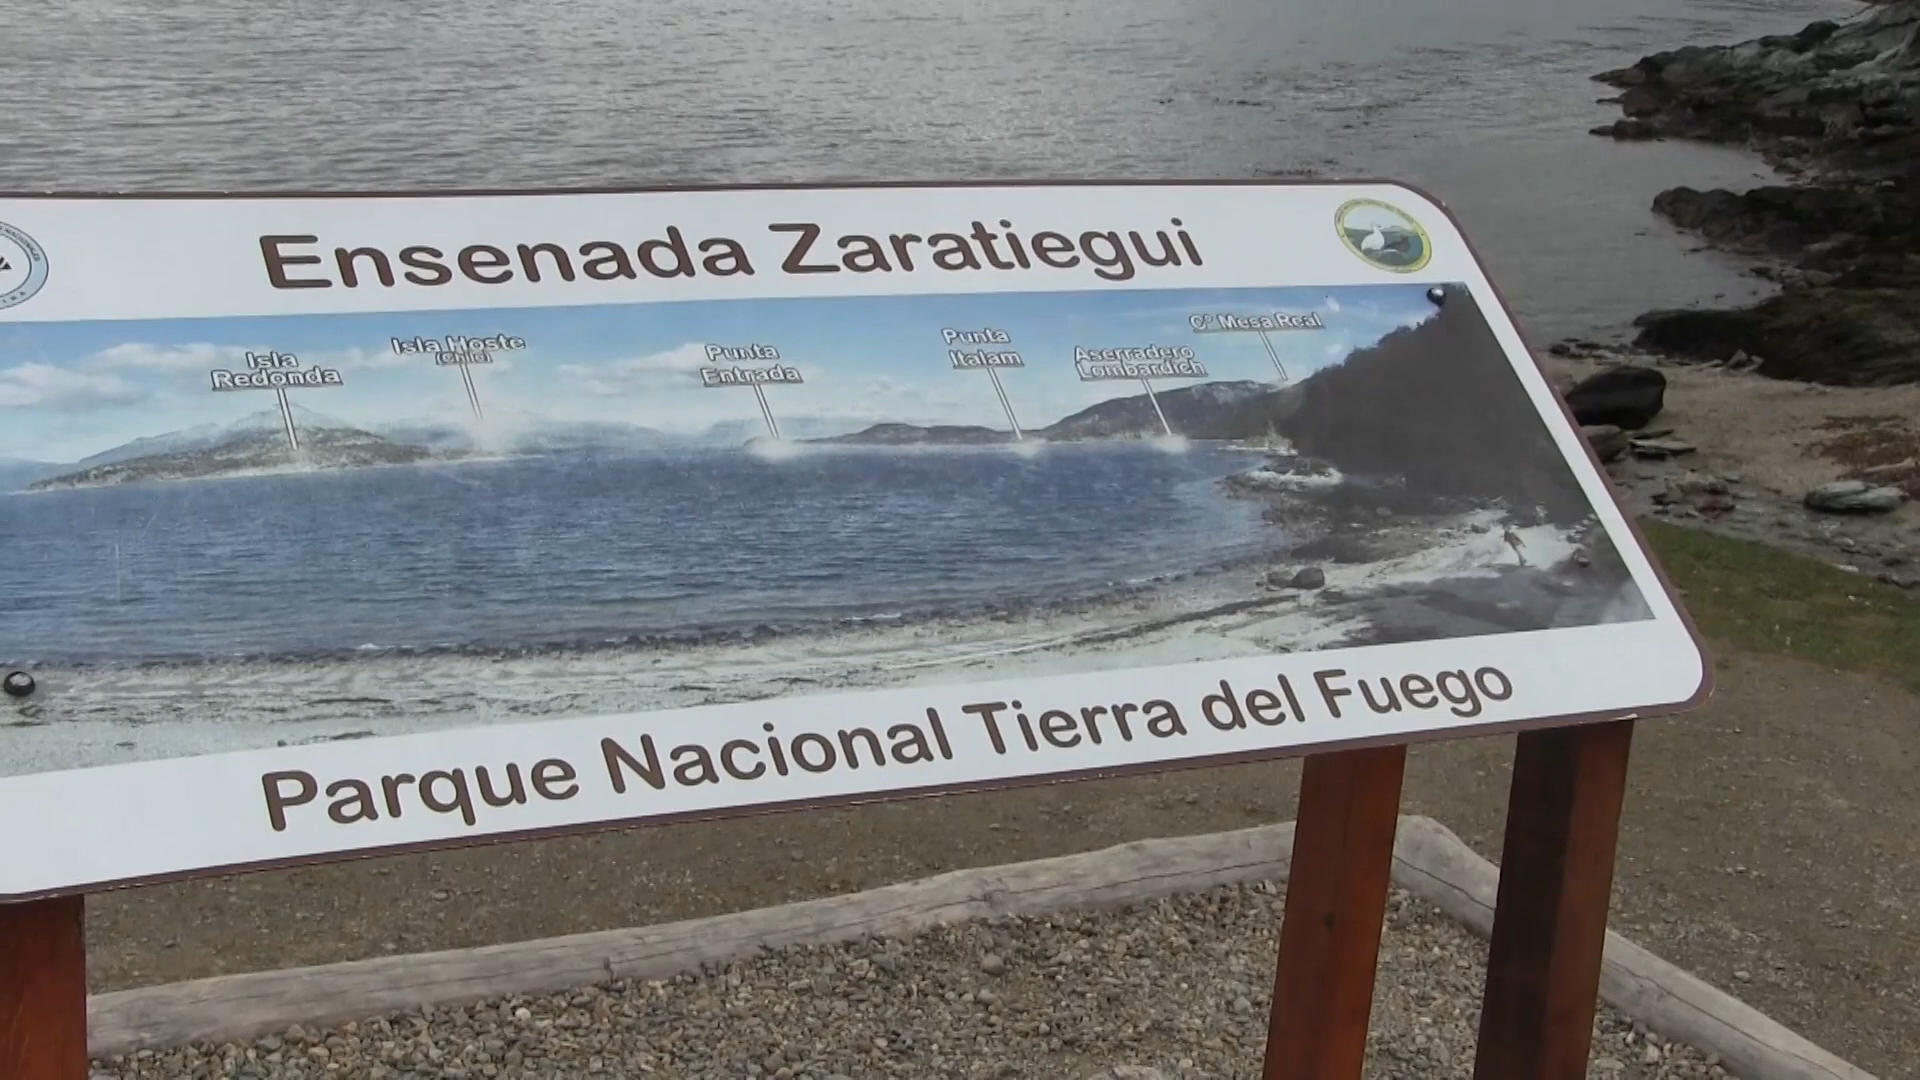 Ensenada Zaratiegui
Isla
Redonda
Isla Hoste
(Chile)
Punta
Entrada
Punta
Italam
Aserradero
Lombardich
C° Mesa Real
Parque Nacional Tierra del Fuego